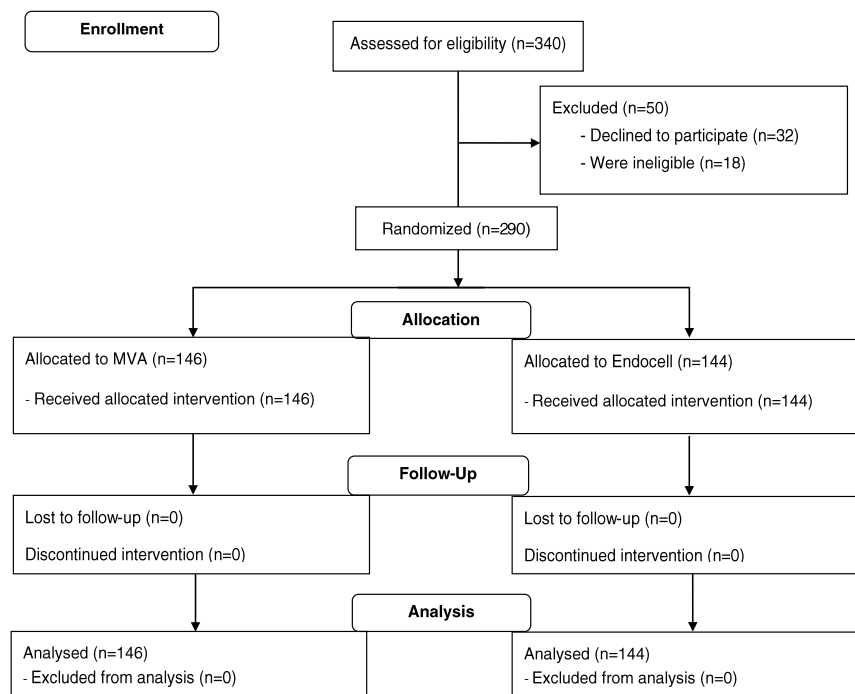 Enrollment
Assessed for eligibility (n=340)
Excluded (n=50)
- Declined to participate (n=32)
- Were ineligible (n=18)
Randomized (n=290)
Allocation
Allocated to MVA (n=146)
- Received allocated intervention (n=146)
Allocated to Endocell (n=144)
- Received allocated intervention (n=144)
Follow-Up
Lost to follow-up (n=0)
Discontinued intervention (n=0)
Lost to follow-up (n=0)
Discontinued intervention (n=0)
Analysis
Analysed (n=146)
- Excluded from analysis (n=0)
Analysed (n=144)
- Excluded from analysis (n=0)